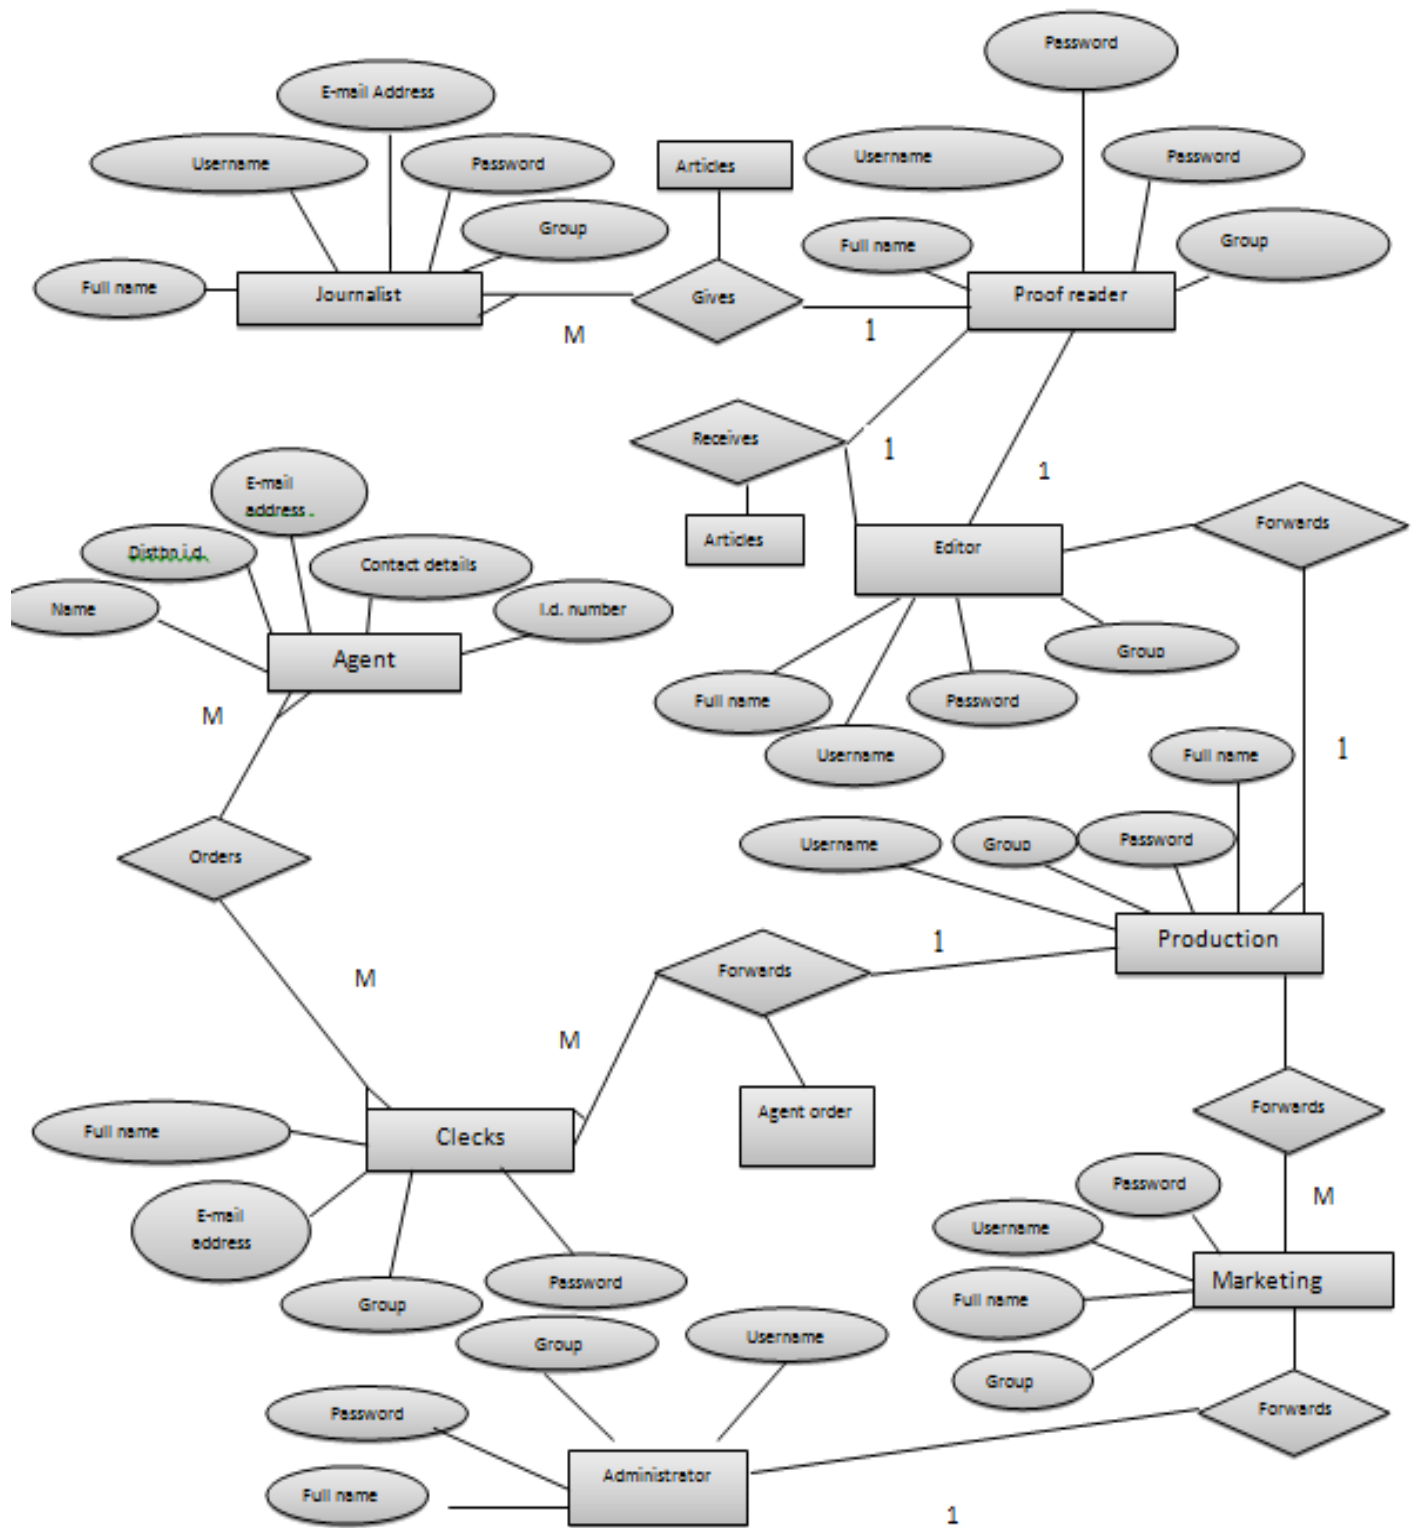 Password
E-mail Address
Username
Password
Articles
Username
Password
Group
Full name
Group
Full name
Journalist
Gives
Proof reader
M
1
Receives
1
1
E-mail
address .
Forwards
Articles
Editor
Distbn i.d.
Contact details
Name
I.d. number
Agent
Group
Full name
Password
M
Username
Full name
1
Username
Group
Password
Orders
Production
1
Forwards
M
M
Agent order
Forwards
Full name
Clecks
Password
M
E-mail
address
Username
Password
Marketing
Full name
Group
Group
Username
Group
Password
Forwards
Administrator
Full name
1